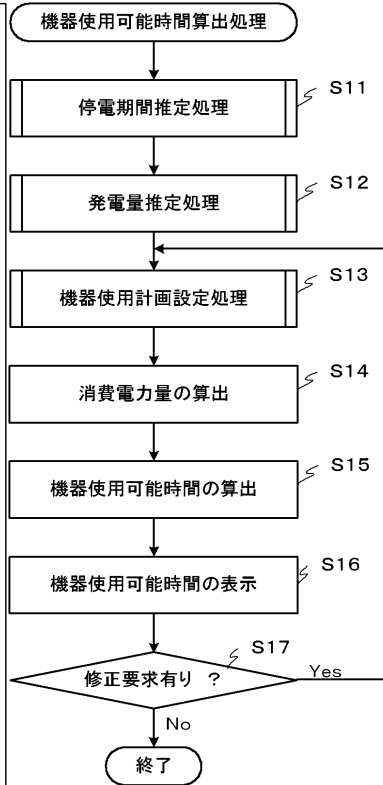 機器使用可能時間算出処理
S11
停電期間推定処理
S12
発電量推定処理
S13
機器使用計画設定処理
S14
消費電力量の算出
S15
機器使用可能時間の算出
S16
機器使用可能時間の表示
S17
修正要求有り ？
Yes
No
終了